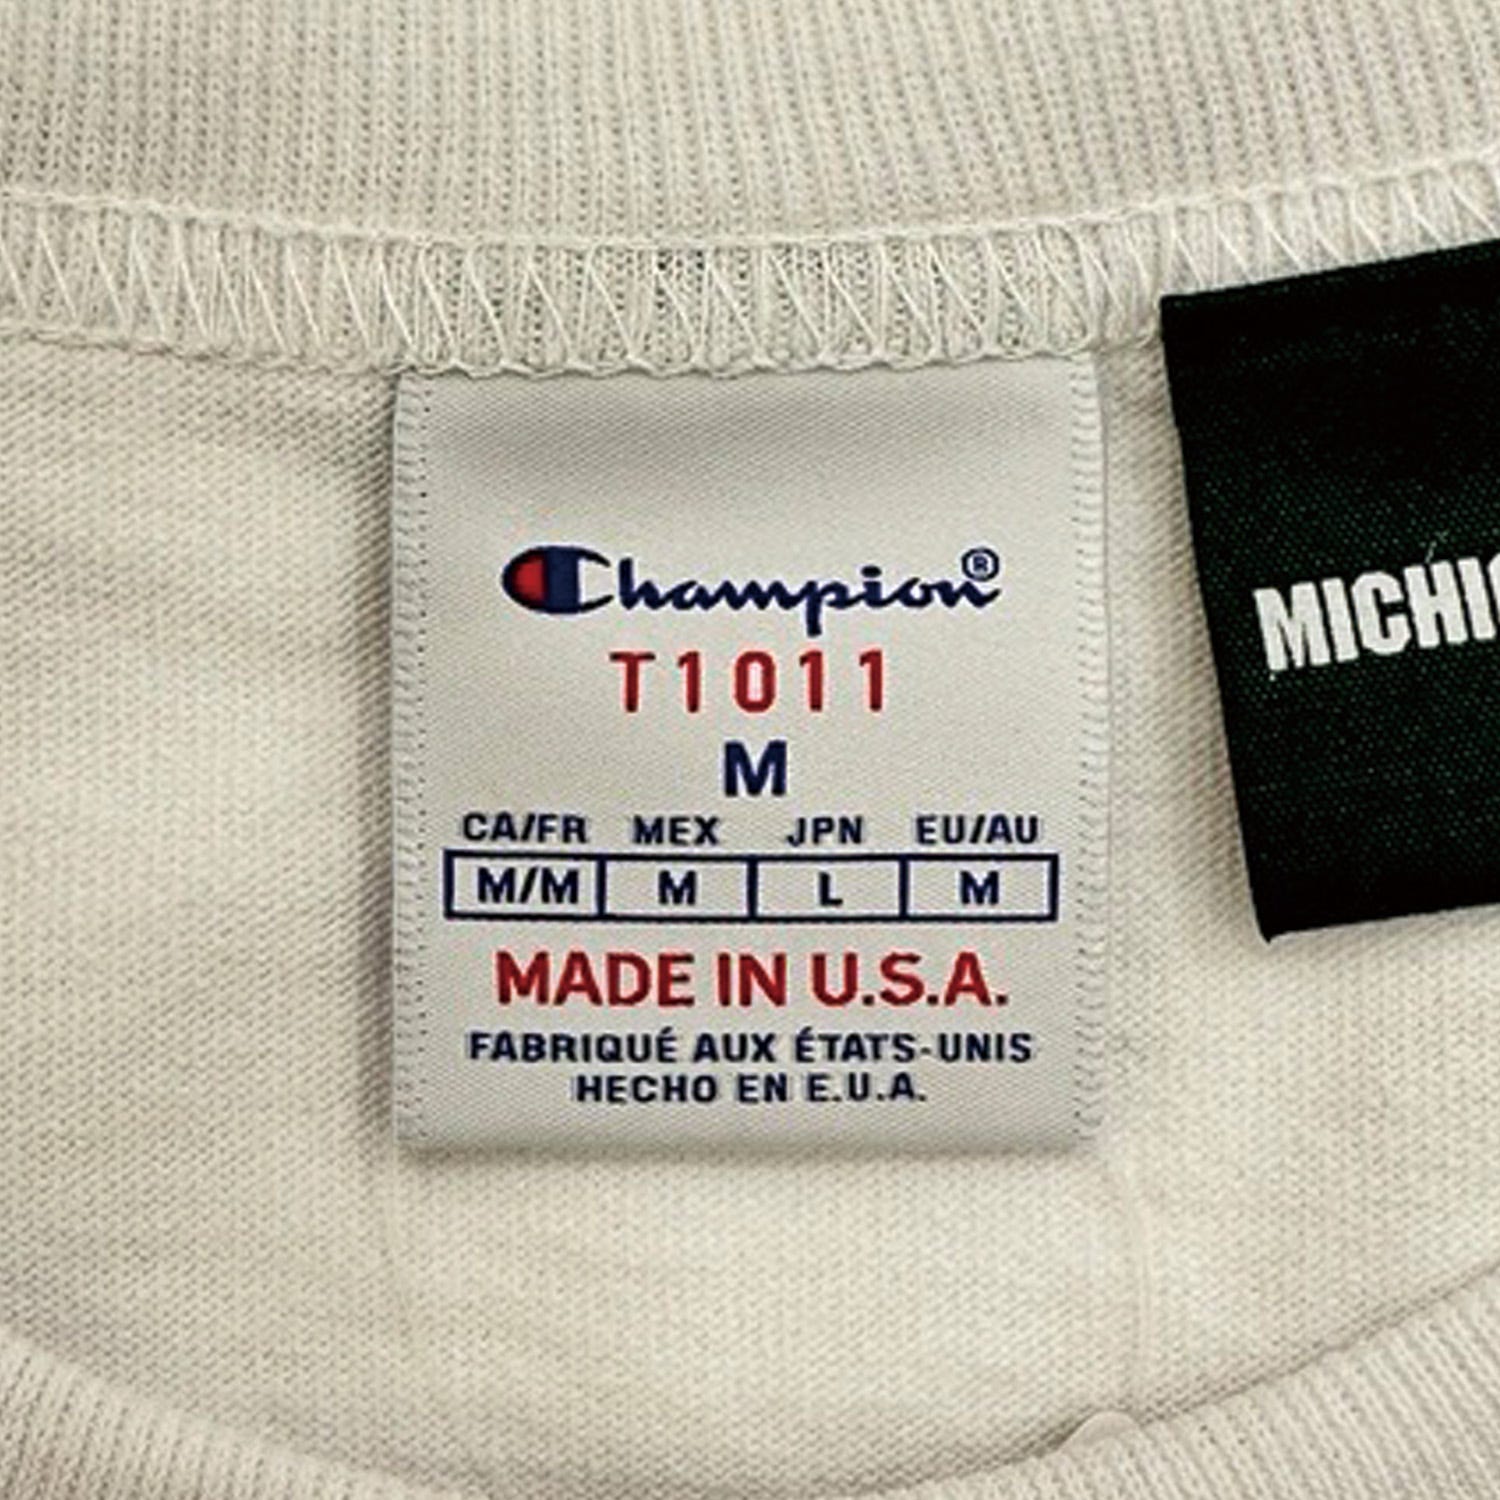 Champion®
T1011
M
CA/FR MEX JPN EU/AU
M/M M L M
MADE IN U.S.A.
FABRIQUÉ AUX ÉTATS-UNIS
HECHO EN E.U.A.